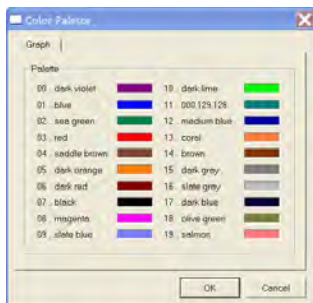 Color Palettor
Graph
Palette
00 . dark violet
01 . blue
02 . sea green
03 . red
04 . saddle brown
05 . dark orange
06 . dark red
07 . black
08 . magenta
09 . slate blue
10 . dark lime
11 . 000.129.128
12 . medium blue
13 . coral
14 . brown
15 . dark grey
16 . slate gray
17 . dark blue
18 . olive green
19 . salmon
OK
Cancel